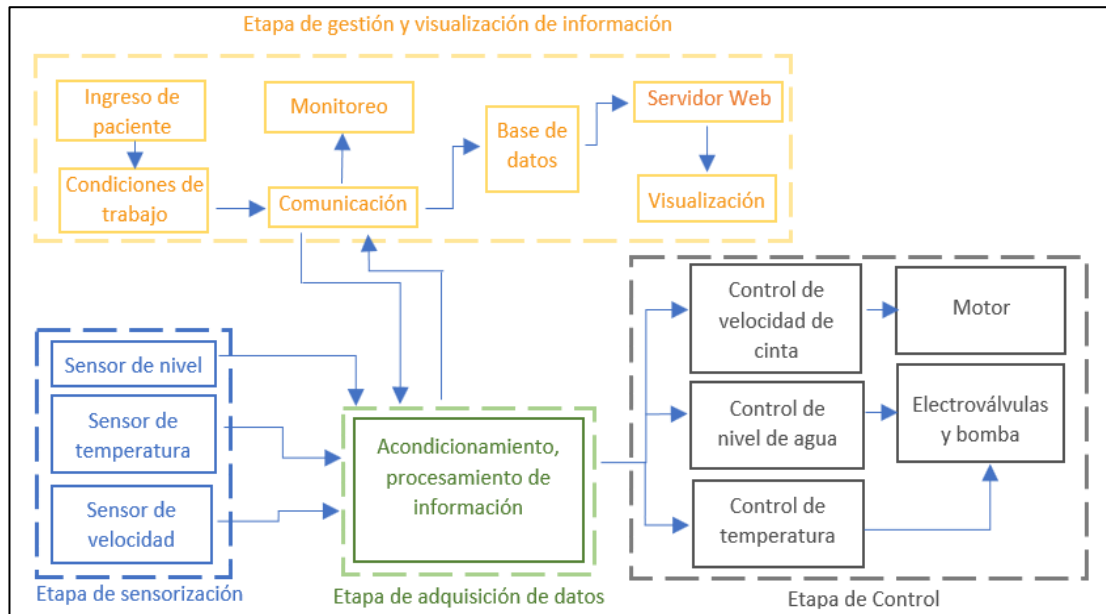 Etapa de gestión y visualización de información
Ingreso de
paciente
Condiciones de
trabajo
Monitoreo
Comunicación
Base de
datos
Servidor Web
Visualización
Sensor de nivel
Sensor de
temperatura
Sensor de
velocidad
Etapa de sensorización
Acondicionamiento,
procesamiento de
información
Etapa de adquisición de datos
Control de
velocidad de
cinta
Motor
Control de
nivel de agua
Electroválvulas
y bomba
Control de
temperatura
Etapa de Control